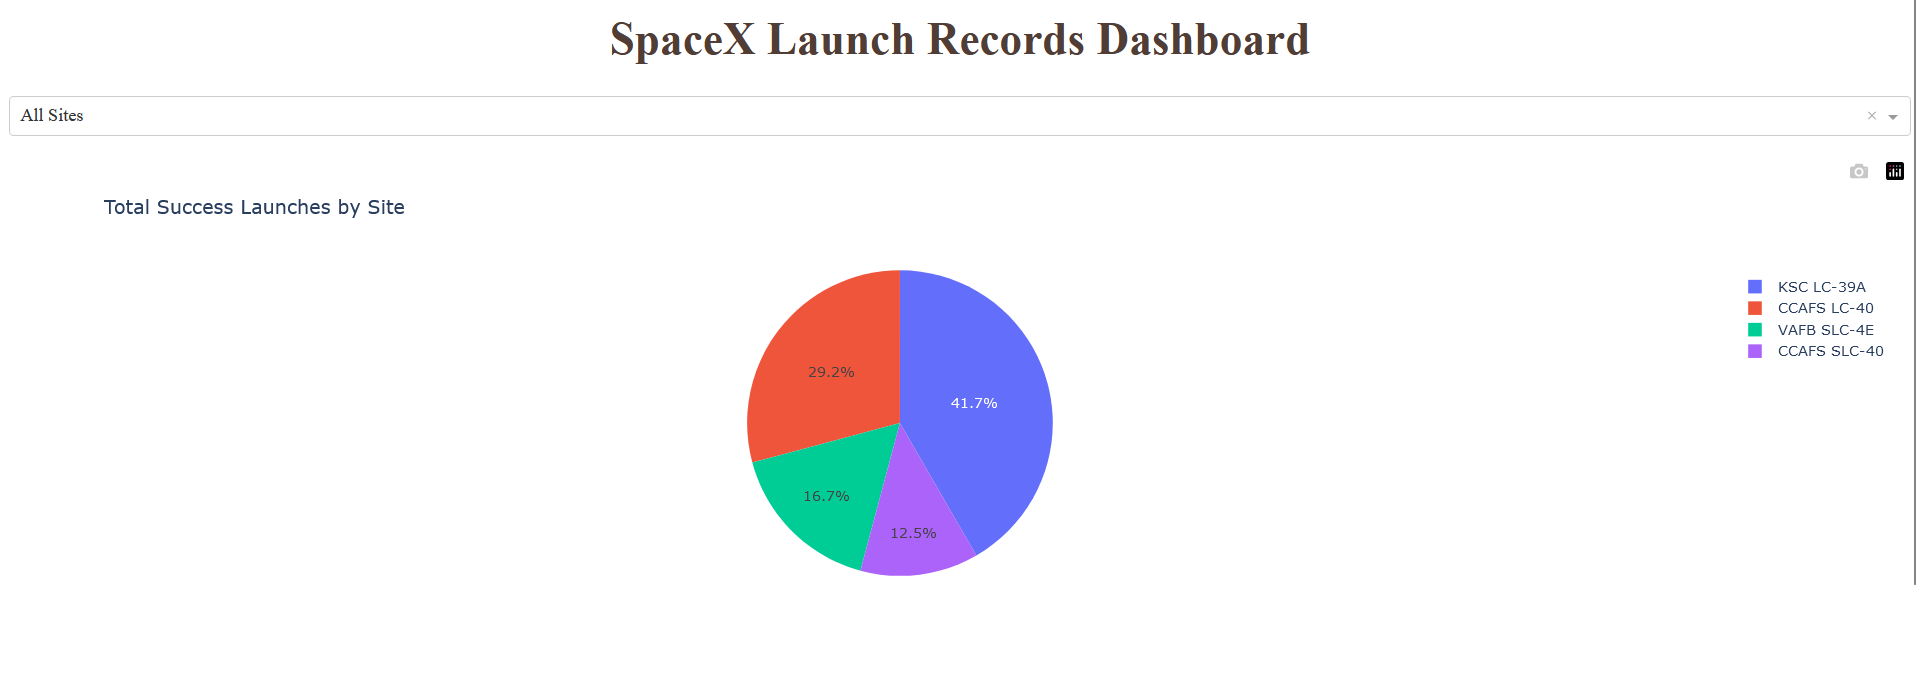 SpaceX Launch Records Dashboard
All Sites
×
Total Success Launches by Site
KSC LC-39A
CCAFS LC-40
VAFB SLC-4E
CCAFS SLC-40
29.2%
41.7%
16.7%
12.5%